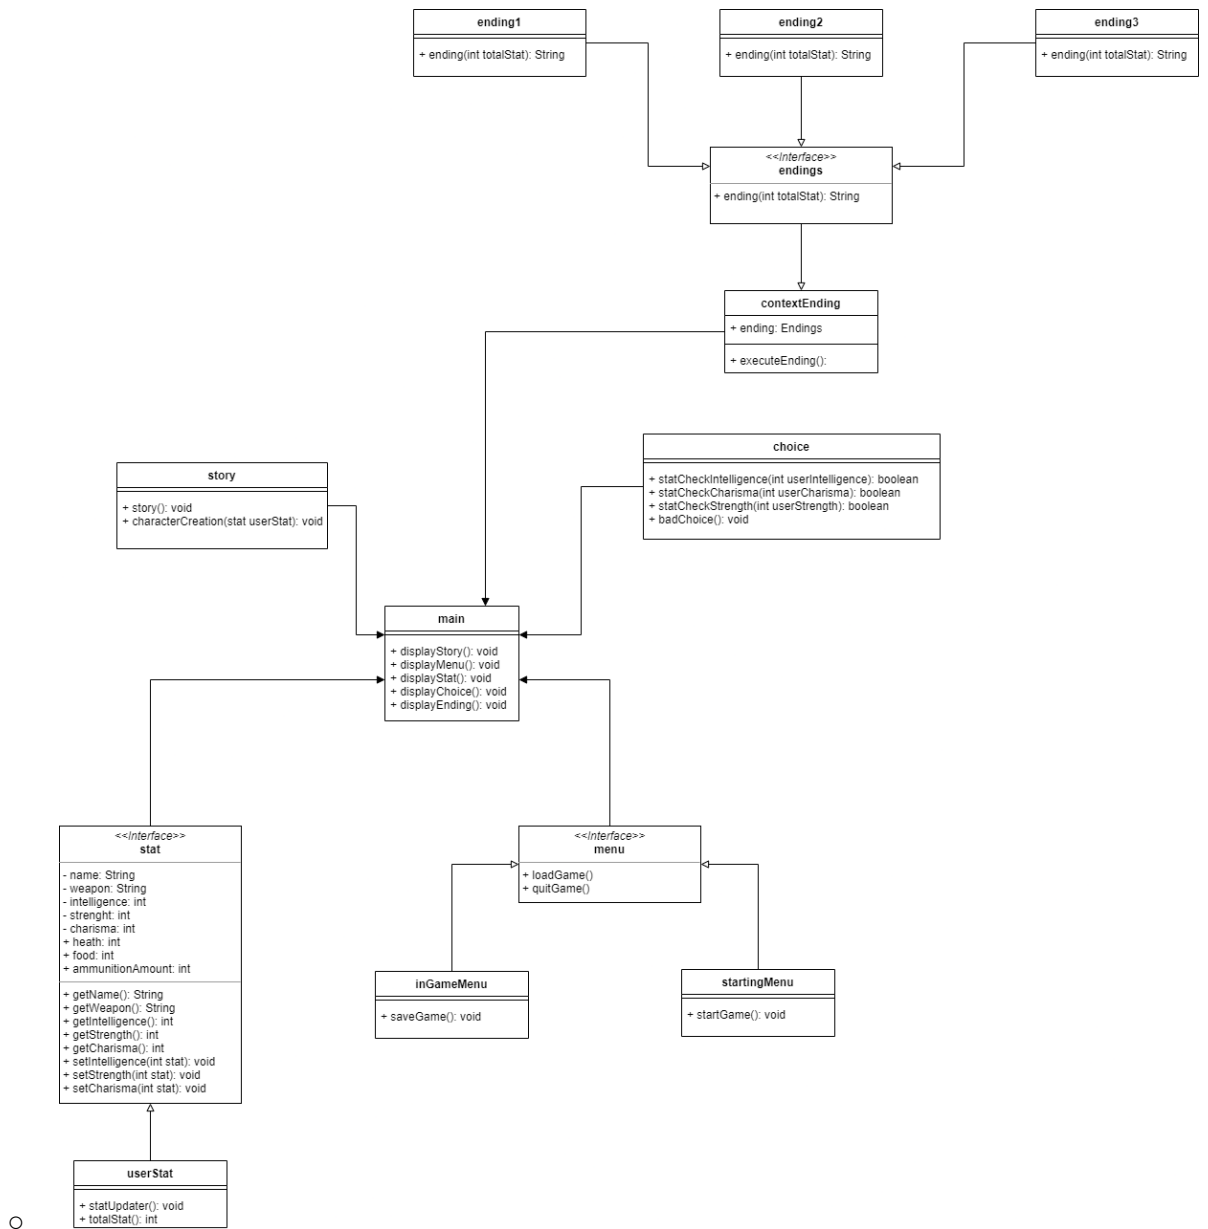 ending1
+ ending(int totalStat): String
ending2
+ ending(int totalStat): String
ending3
+ ending(int totalStat): String
<<Interface>>
endings
+ ending(int totalStat): String
contextEnding
+ ending: Endings
+ executeEnding():
choice
+ statCheckIntelligence(int userIntelligence): boolean
+ statCheckCharisma(int userCharisma): boolean
+ statCheckStrength(int userStrength): boolean
+ badChoice(): void
story
+ story(): void
+ characterCreation(stat userStat): void
main
+ displayStory(): void
+ displayMenu(): void
+ displayStat(): void
+ displayChoice(): void
+ displayEnding(): void
<<Interface>>
stat
- name: String
- weapon: String
- intelligence: int
- strenght: int
- charisma: int
+ heath: int
+ food: int
+ ammunitionAmount: int
+ getName(): String
+ getWeapon(): String
+ getIntelligence(): int
+ getStrength(): int
+ getCharisma(): int
+ setIntelligence(int stat): void
+ setStrength(int stat): void
+ setCharisma(int stat): void
<<Interface>>
menu
+ loadGame()
+ quitGame()
inGameMenu
+ saveGame(): void
startingMenu
+ startGame(): void
userStat
+ statUpdater(): void
+ totalStat(): int